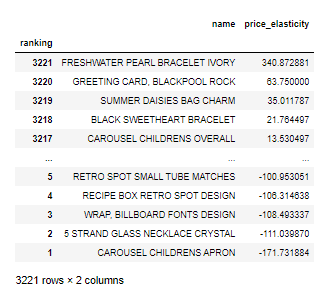 name price_elasticity
ranking
3221 FRESHWATER PEARL BRACELET IVORY 340.872881
3220 GREETING CARD, BLACKPOOL ROCK 63.750000
3219 SUMMER DAISIES BAG CHARM 35.011787
3218 BLACK SWEETHEART BRACELET 21.764497
3217 CAROUSEL CHILDRENS OVERALL 13.530497
... ... ...
5 RETRO SPOT SMALL TUBE MATCHES -100.953051
4 RECIPE BOX RETRO SPOT DESIGN -106.314638
3 WRAP, BILLBOARD FONTS DESIGN -108.493337
2 5 STRAND GLASS NECKLACE CRYSTAL -111.039870
1 CAROUSEL CHILDRENS APRON -171.731884
3221 rows × 2 columns